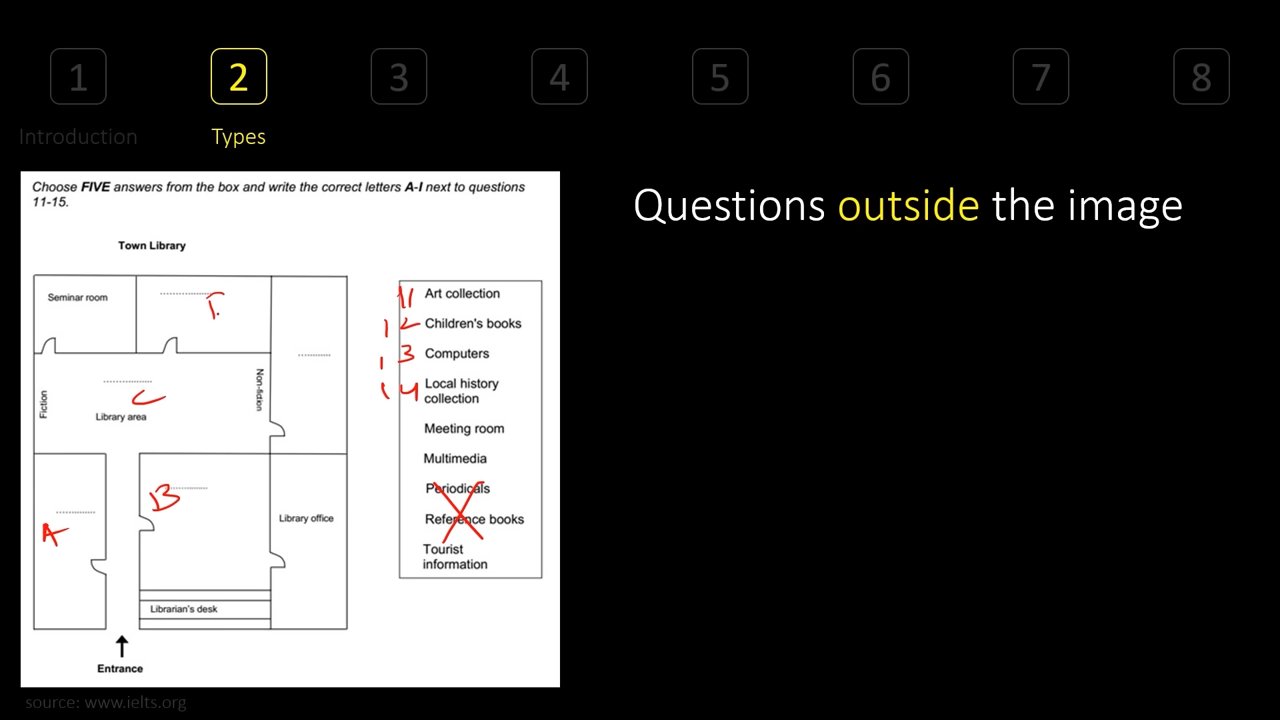 1 2 3 4 5 6 7 8
Introduction Types
Questions outside the image
Choose FIVE answers from the box and write the correct letters A-I next to questions
11-15.
Town Library
Seminar room
Fiction
C
Library area
Non-fiction
A
B
Library office
Librarian's desk
Entrance
11 Art collection
12 Children's books
13 Computers
14 Local history
collection
Meeting room
Multimedia
Periodicals
Reference books
Tourist
information
source: www.ielts.org